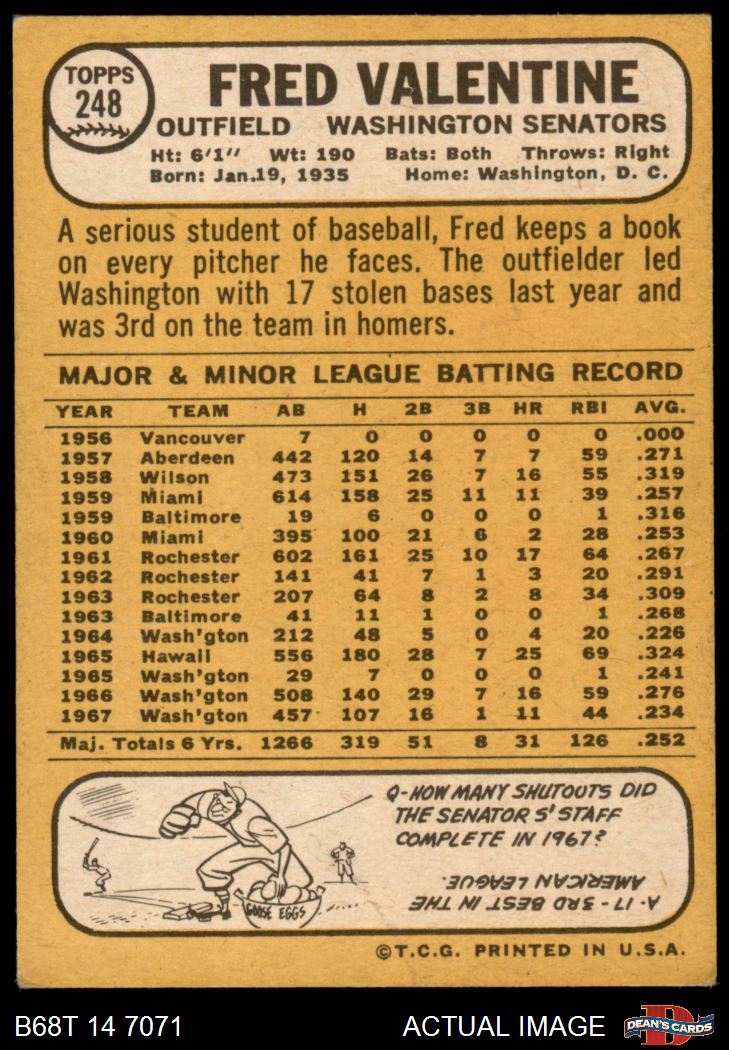 TOPPS
248
FRED VALENTINE
OUTFIELD WASHINGTON SENATORS
Ht: 6'1" Wt: 190 Bats: Both Throws: Right
Born: Jan.19, 1935 Home: Washington, D. C.
A serious student of baseball, Fred keeps a book
on every pitcher he faces. The outfielder led
Washington with 17 stolen bases last year and
was 3rd on the team in homers.
MAJOR & MINOR LEAGUE BATTING RECORD
YEAR TEAM AB H 2B 3B HR RBI AVG.
1956 Vancouver 7 0 0 0 0 0 .000
1957 Aberdeen 442 120 14 7 7 59 .271
1958 Wilson 473 151 26 7 16 55 .319
1959 Miami 614 158 25 11 11 39 .257
1959 Baltimore 19 6 0 0 0 1 .316
1960 Miami 395 100 21 6 2 28 .253
1961 Rochester 602 161 25 10 17 64 .267
1962 Rochester 141 41 7 1 3 20 .291
1963 Rochester 207 64 8 2 8 34 .309
1963 Baltimore 41 11 1 0 0 1 .268
1964 Wash'gton 212 48 5 0 4 20 .226
1965 Hawaii 556 180 28 7 25 69 .324
1965 Wash'gton 29 7 0 0 0 1 .241
1966 Wash'gton 508 140 29 7 16 59 .276
1967 Wash'gton 457 107 16 1 11 44 .234
Maj. Totals 6 Yrs. 1266 319 51 8 31 126 .252
Q-HOW MANY SHUTOUTS DID
THE SENATOR S' STAFF
COMPLETE IN 1967?
A-17 - 3RD BEST IN THE
AMERICAN LEAGUE.
GOOSE EGGS
©T.C.G. PRINTED IN U.S.A.
B68T 14 7071 ACTUAL IMAGE
DEAN'S CARDS